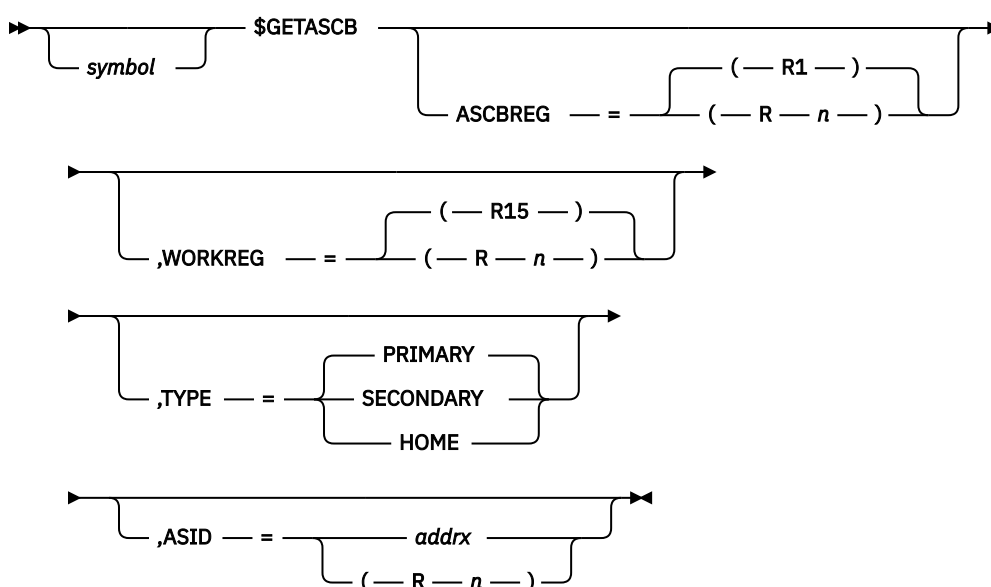 $GETASCB
symbol
( R1 )
ASCBREG = ( R n )
( R15 )
,WORKREG = ( R n )
PRIMARY
,TYPE = SECONDARY
HOME
,ASID = addrx
( R n )